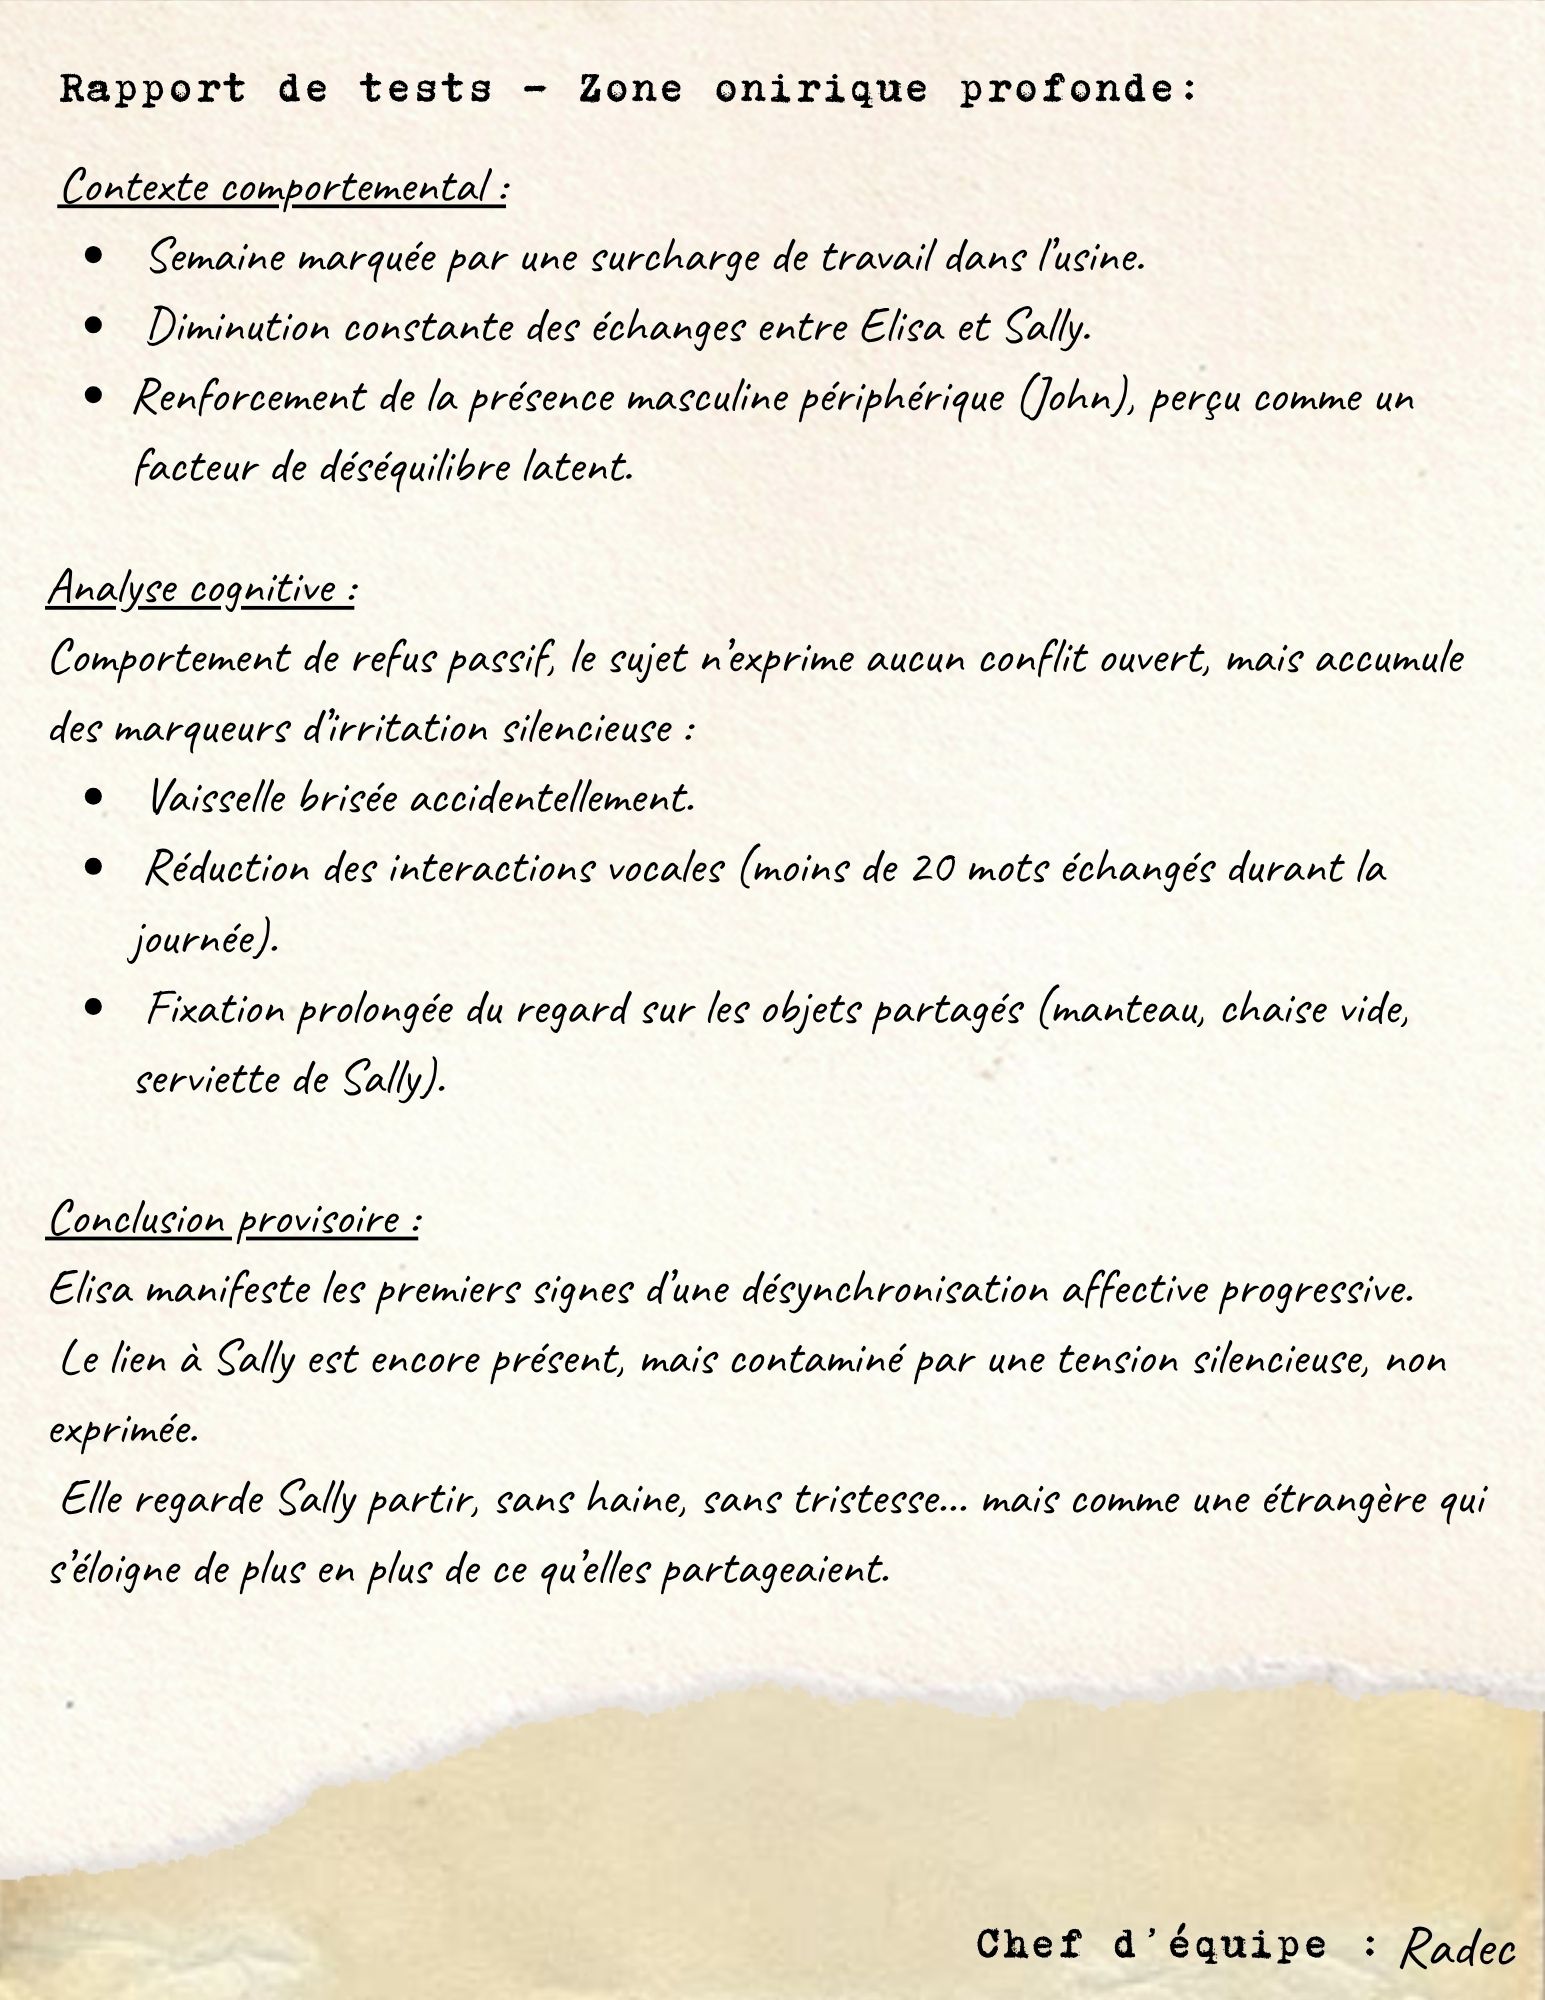 Rapport de tests - Zone onirique profonde:
Contexte comportemental :
• Semaine marquée par une surcharge de travail dans l'usine.
• Diminution constante des échanges entre Elisa et Sally.
• Renforcement de la présence masculine périphérique (John), perçu comme un
facteur de déséquilibre latent.
Analyse cognitive :
Comportement de refus passif, le sujet n'exprime aucun conflit ouvert, mais accumule
des marqueurs d'irritation silencieuse :
• Vaisselle brisée accidentellement.
• Réduction des interactions vocales (moins de 20 mots échangés durant la
journée).
• Fixation prolongée du regard sur les objets partagés (manteau, chaise vide,
serviette de Sally).
Conclusion provisoire :
Elisa manifeste les premiers signes d'une désynchronisation affective progressive.
Le lien à Sally est encore présent, mais contaminé par une tension silencieuse, non
exprimée.
Elle regarde Sally partir, sans haine, sans tristesse... mais comme une étrangère qui
s'éloigne de plus en plus de ce qu'elles partageaient.
Chef d'équipe : Radec